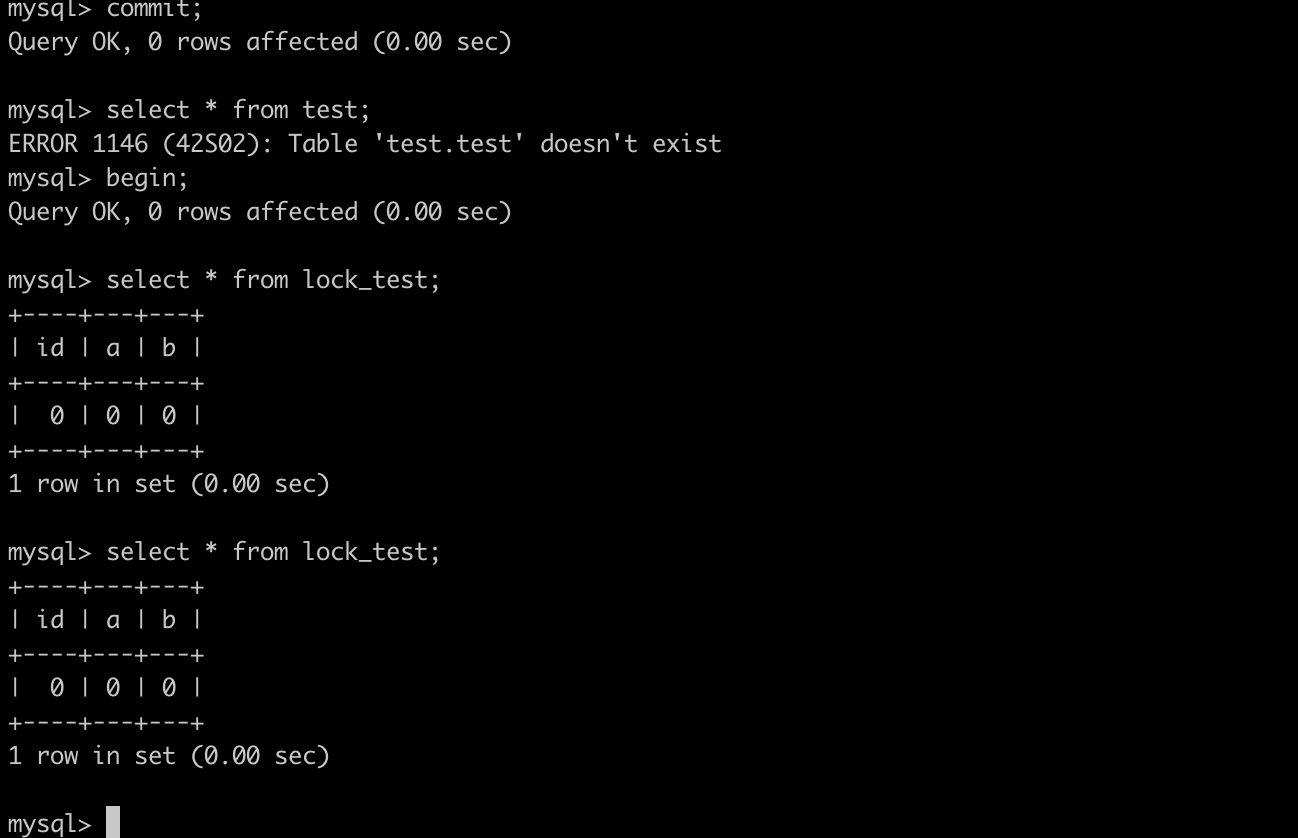 mysql> commit;
Query OK, 0 rows affected (0.00 sec)
mysql> select * from test;
ERROR 1146 (42S02): Table 'test.test' doesn't exist
mysql> begin;
Query OK, 0 rows affected (0.00 sec)
mysql> select * from lock_test;
+----+---+---+
| id | a | b |
+----+---+---+
|  0 | 0 | 0 |
+----+---+---+
1 row in set (0.00 sec)
mysql> select * from lock_test;
+----+---+---+
| id | a | b |
+----+---+---+
|  0 | 0 | 0 |
+----+---+---+
1 row in set (0.00 sec)
mysql>